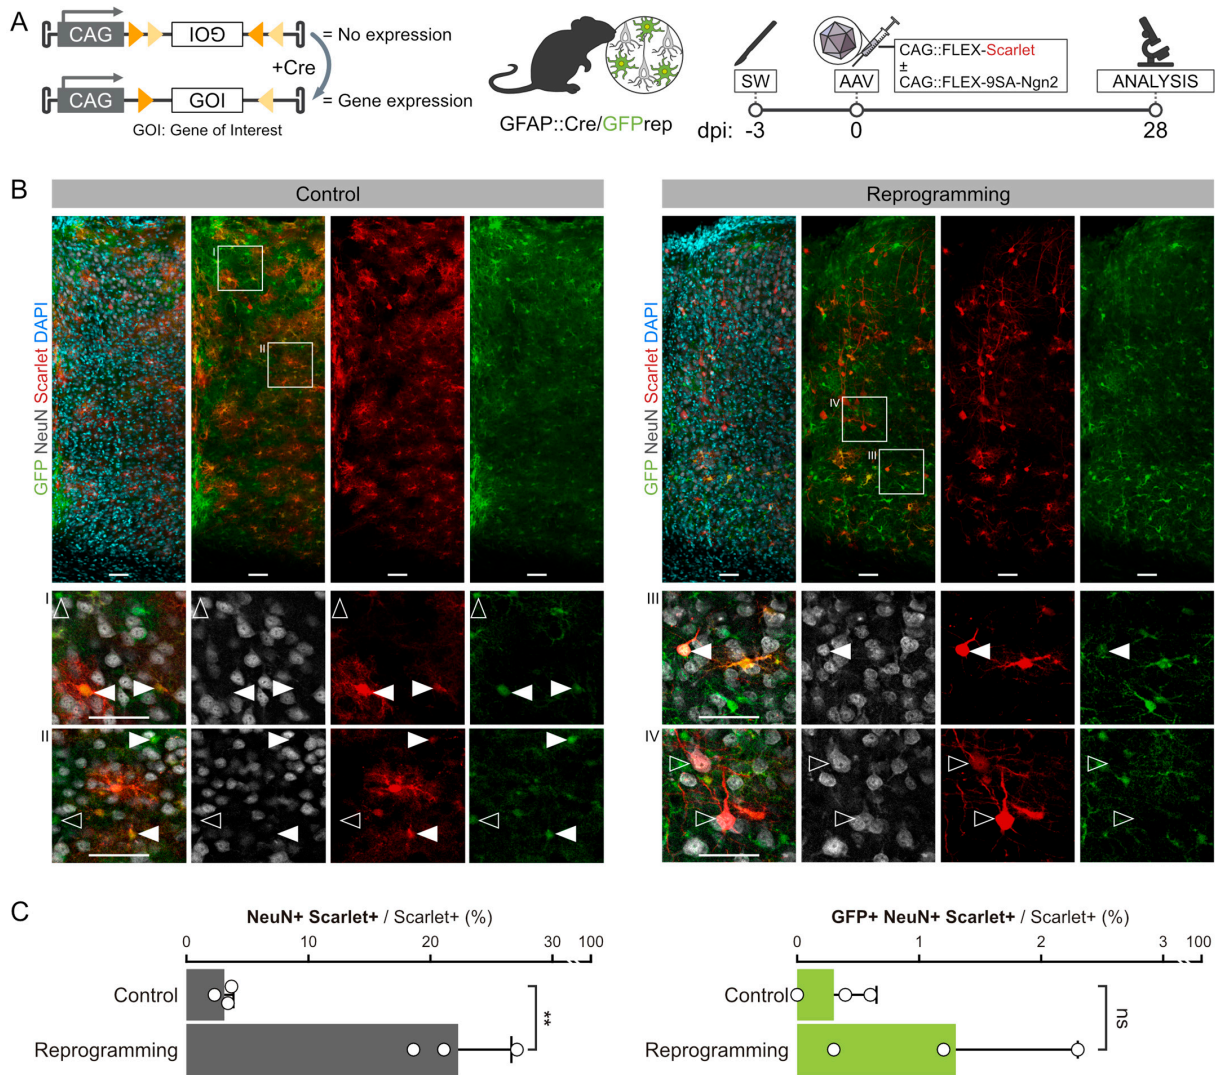 A
CAG
GOI
= No expression
+Cre
CAG
GOI
= Gene expression
GOI: Gene of Interest
GFAP::Cre/GFPrep
SW
AAV
CAG::FLEX-Scarlet
±
CAG::FLEX-9SA-Ngn2
ANALYSIS
dpi: -3 0 28
B
Control
Reprogramming
GFP NeuN Scarlet DAPI
I
II
GFP NeuN Scarlet DAPI
IV
III
I
II
III
IV
C
NeuN+ Scarlet+ / Scarlet+ (%)
0 10 20 30 100
Control
Reprogramming
**
GFP+ NeuN+ Scarlet+ / Scarlet+ (%)
0 1 2 3 100
Control
Reprogramming
ns